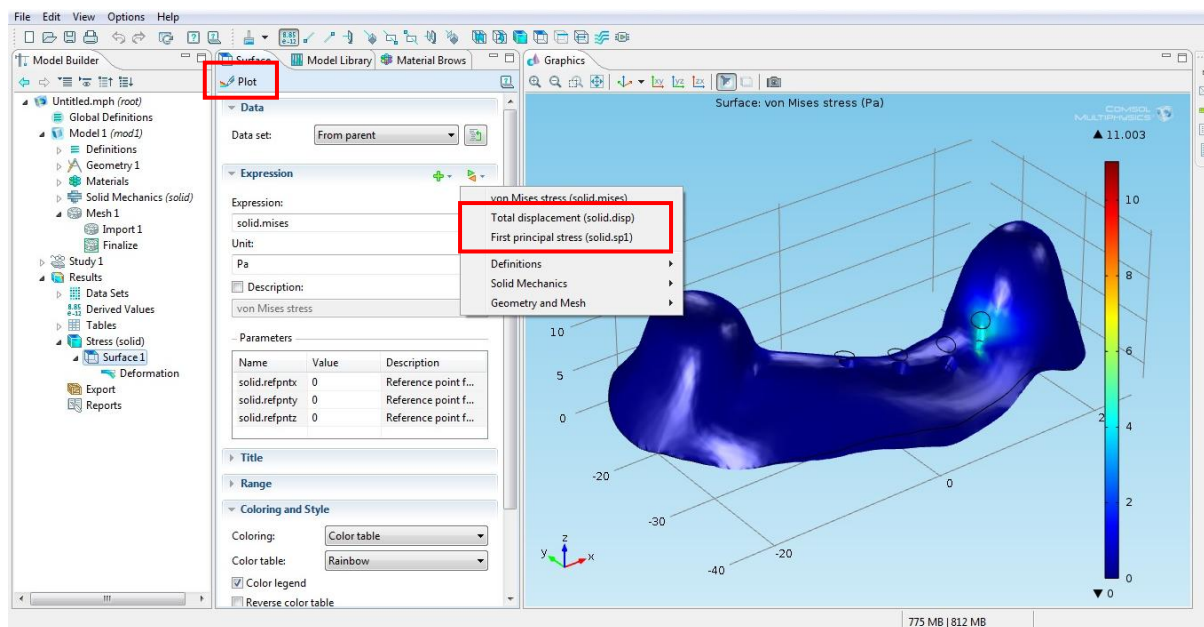 File Edit View Options Help
Model Builder
Untitled.mph (root)
Global Definitions
Model 1 (mod1)
Definitions
Geometry 1
Materials
Solid Mechanics (solid)
Mesh 1
Import 1
Finalize
Study 1
Results
Data Sets
8.85
e-12
Derived Values
Tables
Stress (solid)
Surface 1
Deformation
Export
Reports
Surface Model Library Material Brows
Plot
Data
Data set: From parent
Expression
Expression:
solid.mises
Unit:
Pa
Description:
von Mises stress
Parameters
Name Value Description
solid.refpntx 0 Reference point f...
solid.refpnty 0 Reference point f...
solid.refpntz 0 Reference point f...
Title
Range
Coloring and Style
Coloring: Color table
Color table: Rainbow
Color legend
Reverse color table
von Mises stress (solid.mises)
Total displacement (solid.disp)
First principal stress (solid.sp1)
Definitions
Solid Mechanics
Geometry and Mesh
Graphics
xy yz zx
Surface: von Mises stress (Pa)
COMSOL
MULTIPHYSICS
▲ 11.003
10
8
6
4
2
0
▼ 0
10
5
0
-20
-30
-40
-20
0
2
z
y
x
775 MB | 812 MB